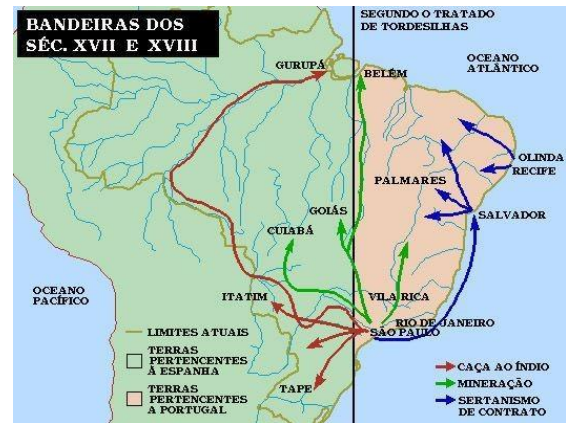 BANDEIRAS DOS
SÉC. XVII E XVIII
SEGUNDO O TRATADO
DE TORDESILHAS
OCEANO
ATLÂNTICO
GURUPÁ
BELÉM
OLINDA
RECIFE
PALMARES
SALVADOR
GOIÁS
CUIABÁ
OCEANO
PACÍFICO
ITATIM
VILA RICA
RIO DE JANEIRO
SÃO PAULO
TAPE
LIMITES ATUAIS
TERRAS
PERTENCENTES
À ESPANHA
TERRAS
PERTENCENTES
A PORTUGAL
CAÇA AO ÍNDIO
MINERAÇÃO
SERTANISMO
DE CONTRATO